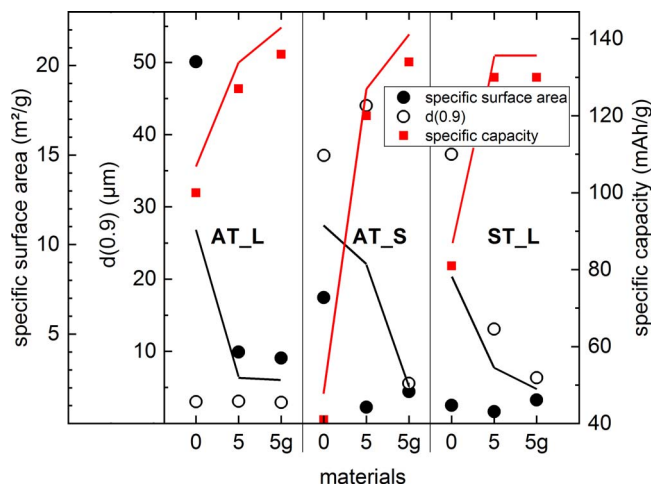 specific surface area (m²/g)
20
15
10
5
d(0.9) (µm)
50
40
30
20
10
specific surface area
d(0.9)
specific capacity
AT_L
AT_S
ST_L
140
120
100
80
60
40
specific capacity (mAh/g)
0 5 5g 0 5 5g 0 5 5g
materials